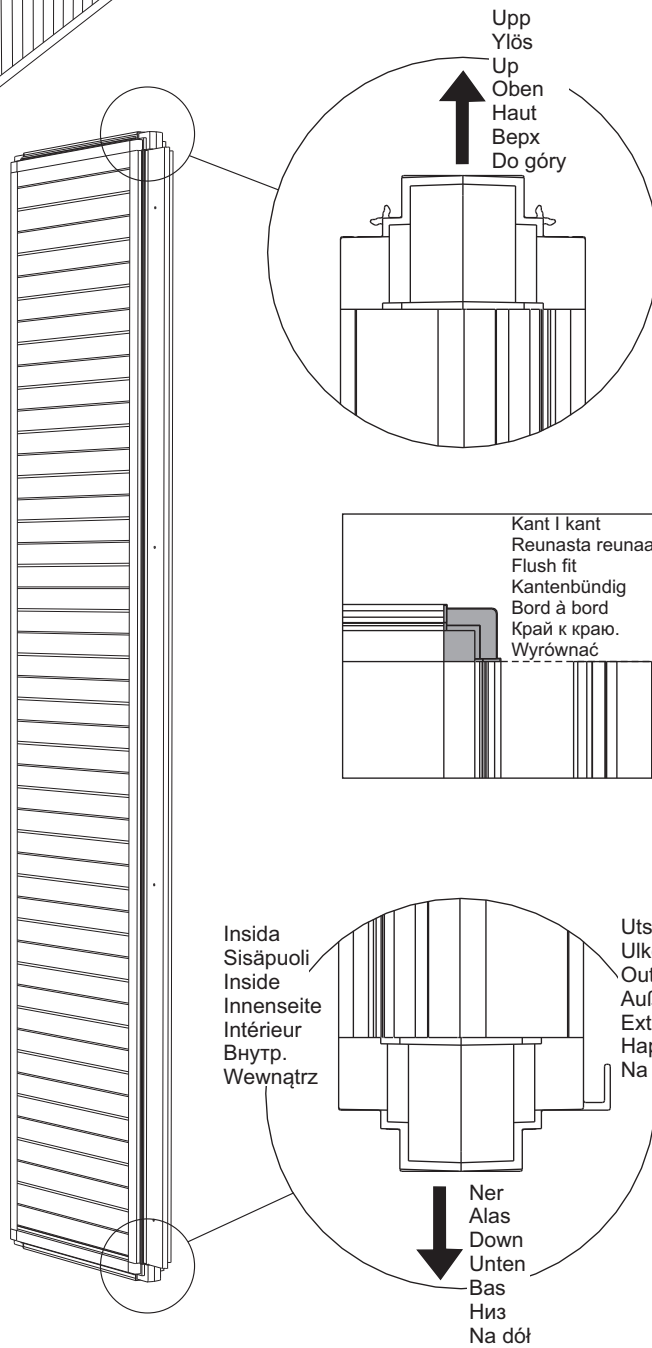 Upp
Ylös
Up
Oben
Haut
Верх
Do góry
Kant I kant
Reunasta reunaa
Flush fit
Kantenbündig
Bord à bord
Край к краю.
Wyrównać
Insida
Sisäpuoli
Inside
Innenseite
Intérieur
Внутр.
Wewnątrz
Na
Ner
Alas
Down
Unten
Bas
Низ
Na dół